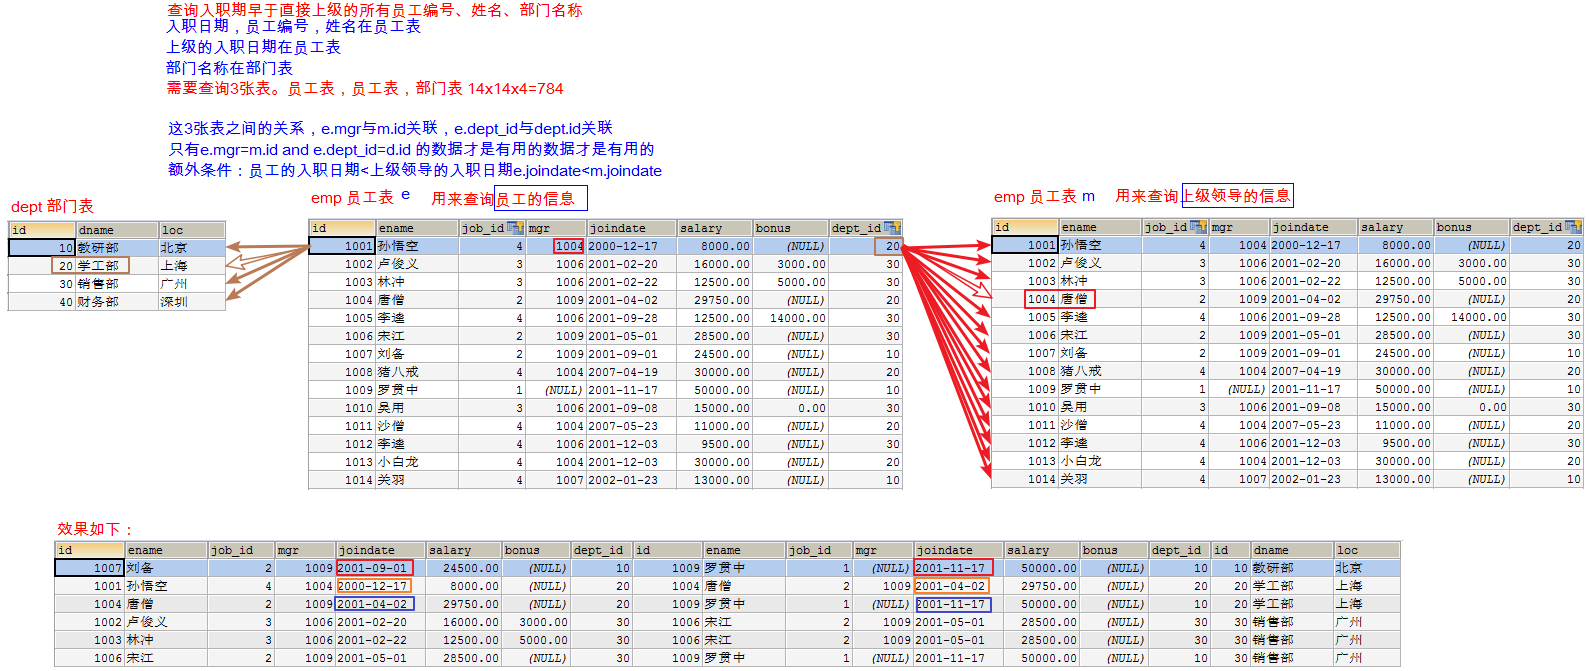 查询入职期早于直接上级的所有员工编号、姓名、部门名称
入职日期，员工编号，姓名在员工表
上级的入职日期在员工表
部门名称在部门表
需要查询3张表。员工表，员工表，部门表 14x14x4=784
这3张表之间的关系，e.mgr与m.id关联，e.dept_id与dept.id关联
只有e.mgr=m.id and e.dept_id=d.id 的数据才是有用的数据才是有用的
额外条件：员工的入职日期<上级领导的入职日期e.joindate<m.joindate
dept 部门表
id dname loc
10 教研部 北京
20 学工部 上海
30 销售部 广州
40 财务部 深圳
emp 员工表 e 用来查询员工的信息
id ename job_id mgr joindate salary bonus dept_id
1001 孙悟空 4 1004 2000-12-17 8000.00 (NULL) 20
1002 卢俊义 3 1006 2001-02-20 16000.00 3000.00 30
1003 林冲 3 1006 2001-02-22 12500.00 5000.00 30
1004 唐僧 2 1009 2001-04-02 29750.00 (NULL) 20
1005 李逵 4 1006 2001-09-28 12500.00 14000.00 30
1006 宋江 2 1009 2001-05-01 28500.00 (NULL) 30
1007 刘备 2 1009 2001-09-01 24500.00 (NULL) 10
1008 猪八戒 4 1004 2007-04-19 30000.00 (NULL) 20
1009 罗贯中 1 (NULL) 2001-11-17 50000.00 (NULL) 10
1010 吴用 3 1006 2001-09-08 15000.00 0.00 30
1011 沙僧 4 1004 2007-05-23 11000.00 (NULL) 20
1012 李逵 4 1006 2001-12-03 9500.00 (NULL) 30
1013 小白龙 4 1004 2001-12-03 30000.00 (NULL) 20
1014 关羽 4 1007 2002-01-23 13000.00 (NULL) 10
emp 员工表 m 用来查询上级领导的信息
id ename job_id mgr joindate salary bonus dept_id
1001 孙悟空 4 1004 2000-12-17 8000.00 (NULL) 20
1002 卢俊义 3 1006 2001-02-20 16000.00 3000.00 30
1003 林冲 3 1006 2001-02-22 12500.00 5000.00 30
1004 唐僧 2 1009 2001-04-02 29750.00 (NULL) 20
1005 李逵 4 1006 2001-09-28 12500.00 14000.00 30
1006 宋江 2 1009 2001-05-01 28500.00 (NULL) 30
1007 刘备 2 1009 2001-09-01 24500.00 (NULL) 10
1008 猪八戒 4 1004 2007-04-19 30000.00 (NULL) 20
1009 罗贯中 1 (NULL) 2001-11-17 50000.00 (NULL) 10
1010 吴用 3 1006 2001-09-08 15000.00 0.00 30
1011 沙僧 4 1004 2007-05-23 11000.00 (NULL) 20
1012 李逵 4 1006 2001-12-03 9500.00 (NULL) 30
1013 小白龙 4 1004 2001-12-03 30000.00 (NULL) 20
1014 关羽 4 1007 2002-01-23 13000.00 (NULL) 10
效果如下：
id ename job_id mgr joindate salary bonus dept_id id ename job_id mgr joindate salary bonus dept_id id dname loc
1007 刘备 2 1009 2001-09-01 24500.00 (NULL) 10 1009 罗贯中 1 (NULL) 2001-11-17 50000.00 (NULL) 10 10 教研部 北京
1001 孙悟空 4 1004 2000-12-17 8000.00 (NULL) 20 1004 唐僧 2 1009 2001-04-02 29750.00 (NULL) 20 20 学工部 上海
1004 唐僧 2 1009 2001-04-02 29750.00 (NULL) 20 1009 罗贯中 1 (NULL) 2001-11-17 50000.00 (NULL) 10 20 学工部 上海
1002 卢俊义 3 1006 2001-02-20 16000.00 3000.00 30 1006 宋江 2 1009 2001-05-01 28500.00 (NULL) 30 30 销售部 广州
1003 林冲 3 1006 2001-02-22 12500.00 5000.00 30 1006 宋江 2 1009 2001-05-01 28500.00 (NULL) 30 30 销售部 广州
1006 宋江 2 1009 2001-05-01 28500.00 (NULL) 30 1009 罗贯中 1 (NULL) 2001-11-17 50000.00 (NULL) 10 30 销售部 广州